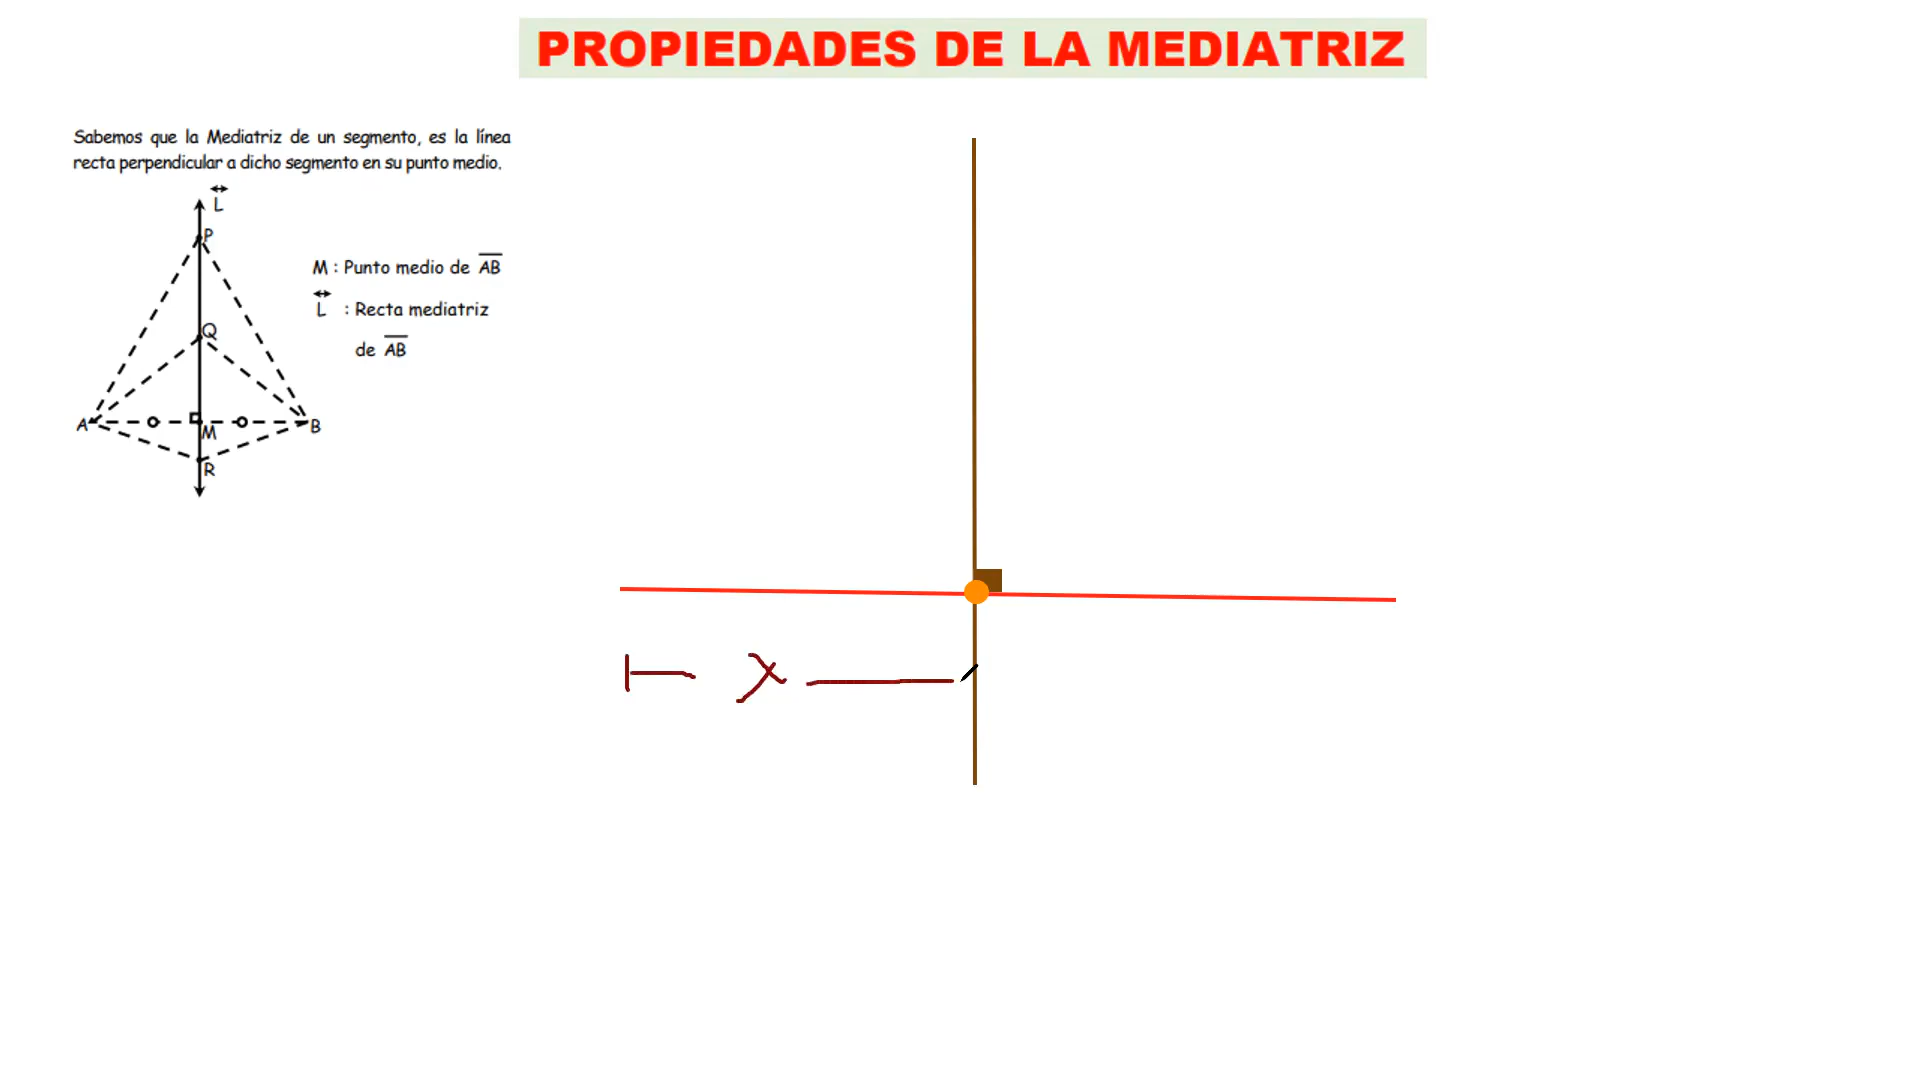 PROPIEDADES DE LA MEDIATRIZ
Sabemos que la Mediatriz de un segmento, es la línea
recta perpendicular a dicho segmento en su punto medio.
L
P
M : Punto medio de AB
L : Recta mediatriz
de AB
Q
A
M
B
R
x